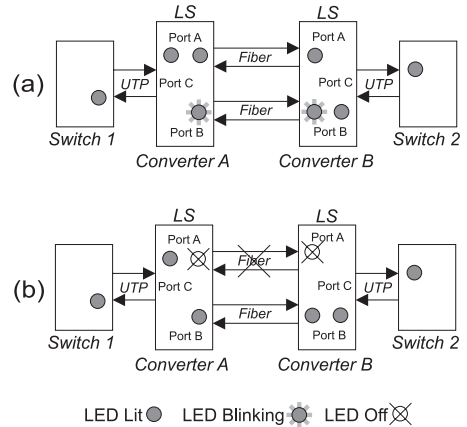 LS LS
Port A Port A
(a) UTP Port C Fiber Port C UTP
Fiber
Switch 1 Port B Port B Switch 2
Converter A Converter B
LS LS
Port A Port A
(b) UTP Port C Fiber Port C UTP
Switch 1 Port B Fiber Port B Switch 2
Converter A Converter B
LED Lit LED Blinking LED Off